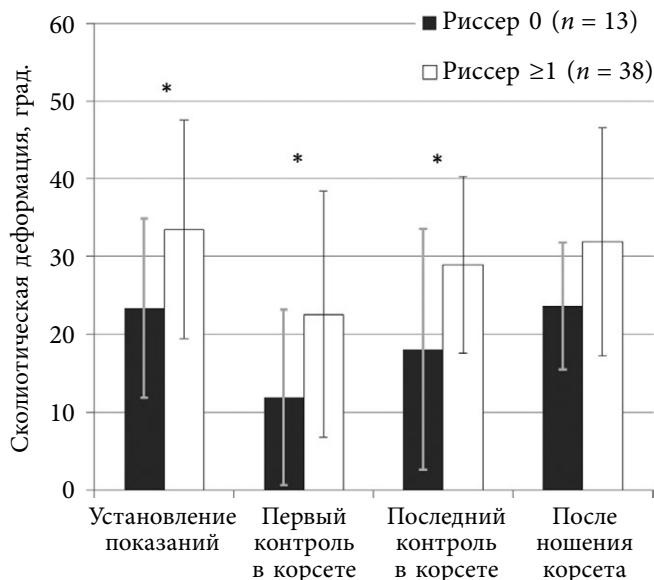 Сколиотическая деформация, град.
60
50
40
30
20
10
0
Риссер 0 (n = 13)
Риссер ≥1 (n = 38)
*
*
*
Установление
показаний
Первый
контроль
в корсете
Последний
контроль
в корсете
После
ношения
корсета